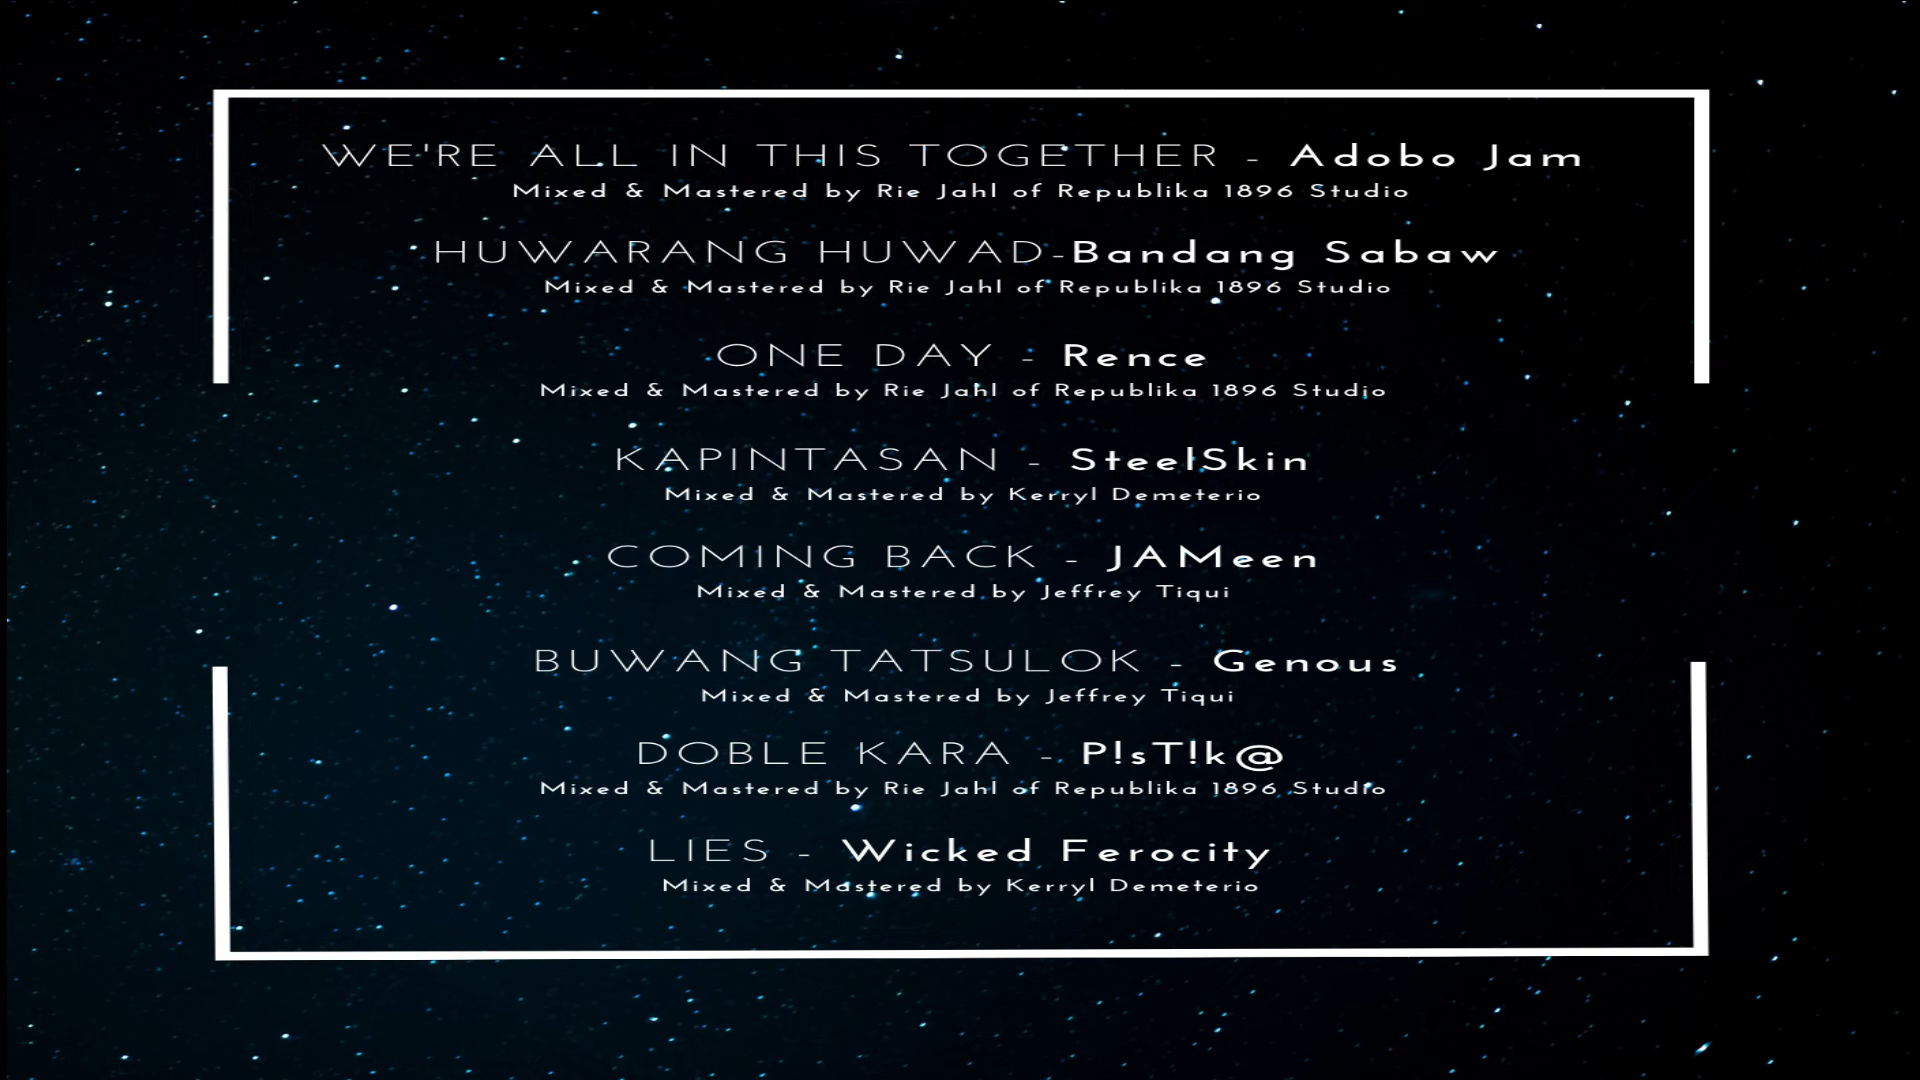 WE'RE ALL IN THIS TOGETHER - Adobo Jam
Mixed & Mastered by Rie Jahl of Republika 1896 Studio
HUWARANG HUWAD-Bandang Sabaw
Mixed & Mastered by Rie Jahl of Republika 1896 Studio
ONE DAY - Rence
Mixed & Mastered by Rie Jahl of Republika 1896 Studio
KAPINTASAN - SteelSkin
Mixed & Mastered by Kerryl Demeterio
COMING BACK - JAMeen
Mixed & Mastered by Jeffrey Tiqui
BUWANG TATSULOK - Genous
Mixed & Mastered by Jeffrey Tiqui
DOBLE KARA - P!sT!k@
Mixed & Mastered by Rie Jahl of Republika 1896 Studio
LIES - Wicked Ferocity
Mixed & Mastered by Kerryl Demeterio